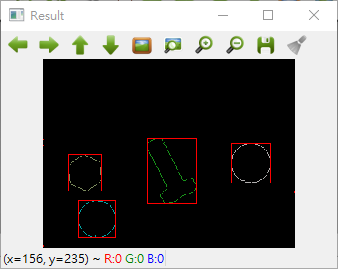 Result
(x=156, y=235) ~ R:0 G:0 B:0